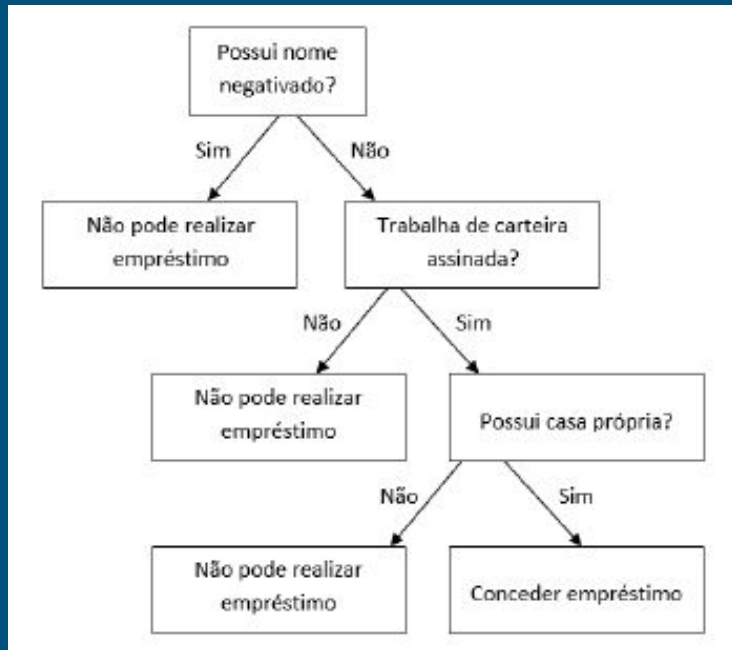 Possui nome
negativado?
Sim
Não
Não pode realizar
empréstimo
Trabalha de carteira
assinada?
Não
Sim
Não pode realizar
empréstimo
Possui casa própria?
Não
Sim
Não pode realizar
empréstimo
Conceder empréstimo